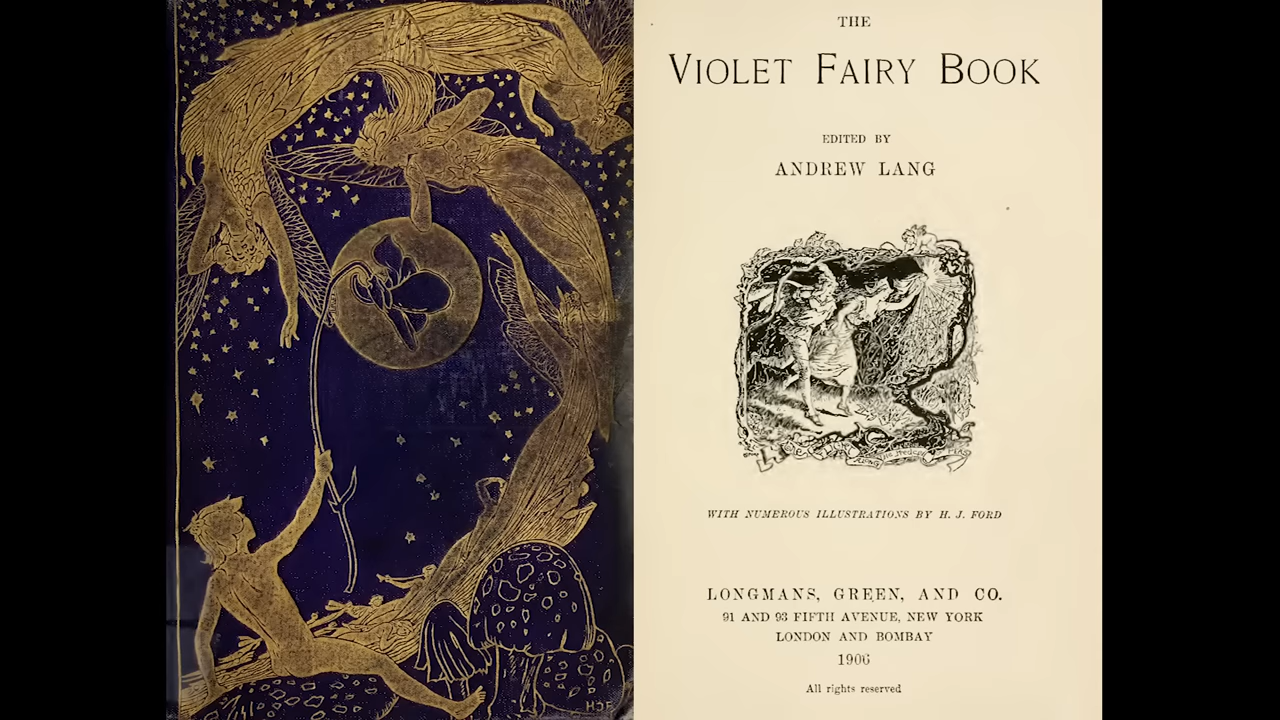 HJF
THE
VIOLET FAIRY BOOK
EDITED BY
ANDREW LANG
WITH NUMEROUS ILLUSTRATIONS BY H. J. FORD
LONGMANS, GREEN, AND CO.
91 AND 93 FIFTH AVENUE, NEW YORK
LONDON AND BOMBAY
1906
All rights reserved